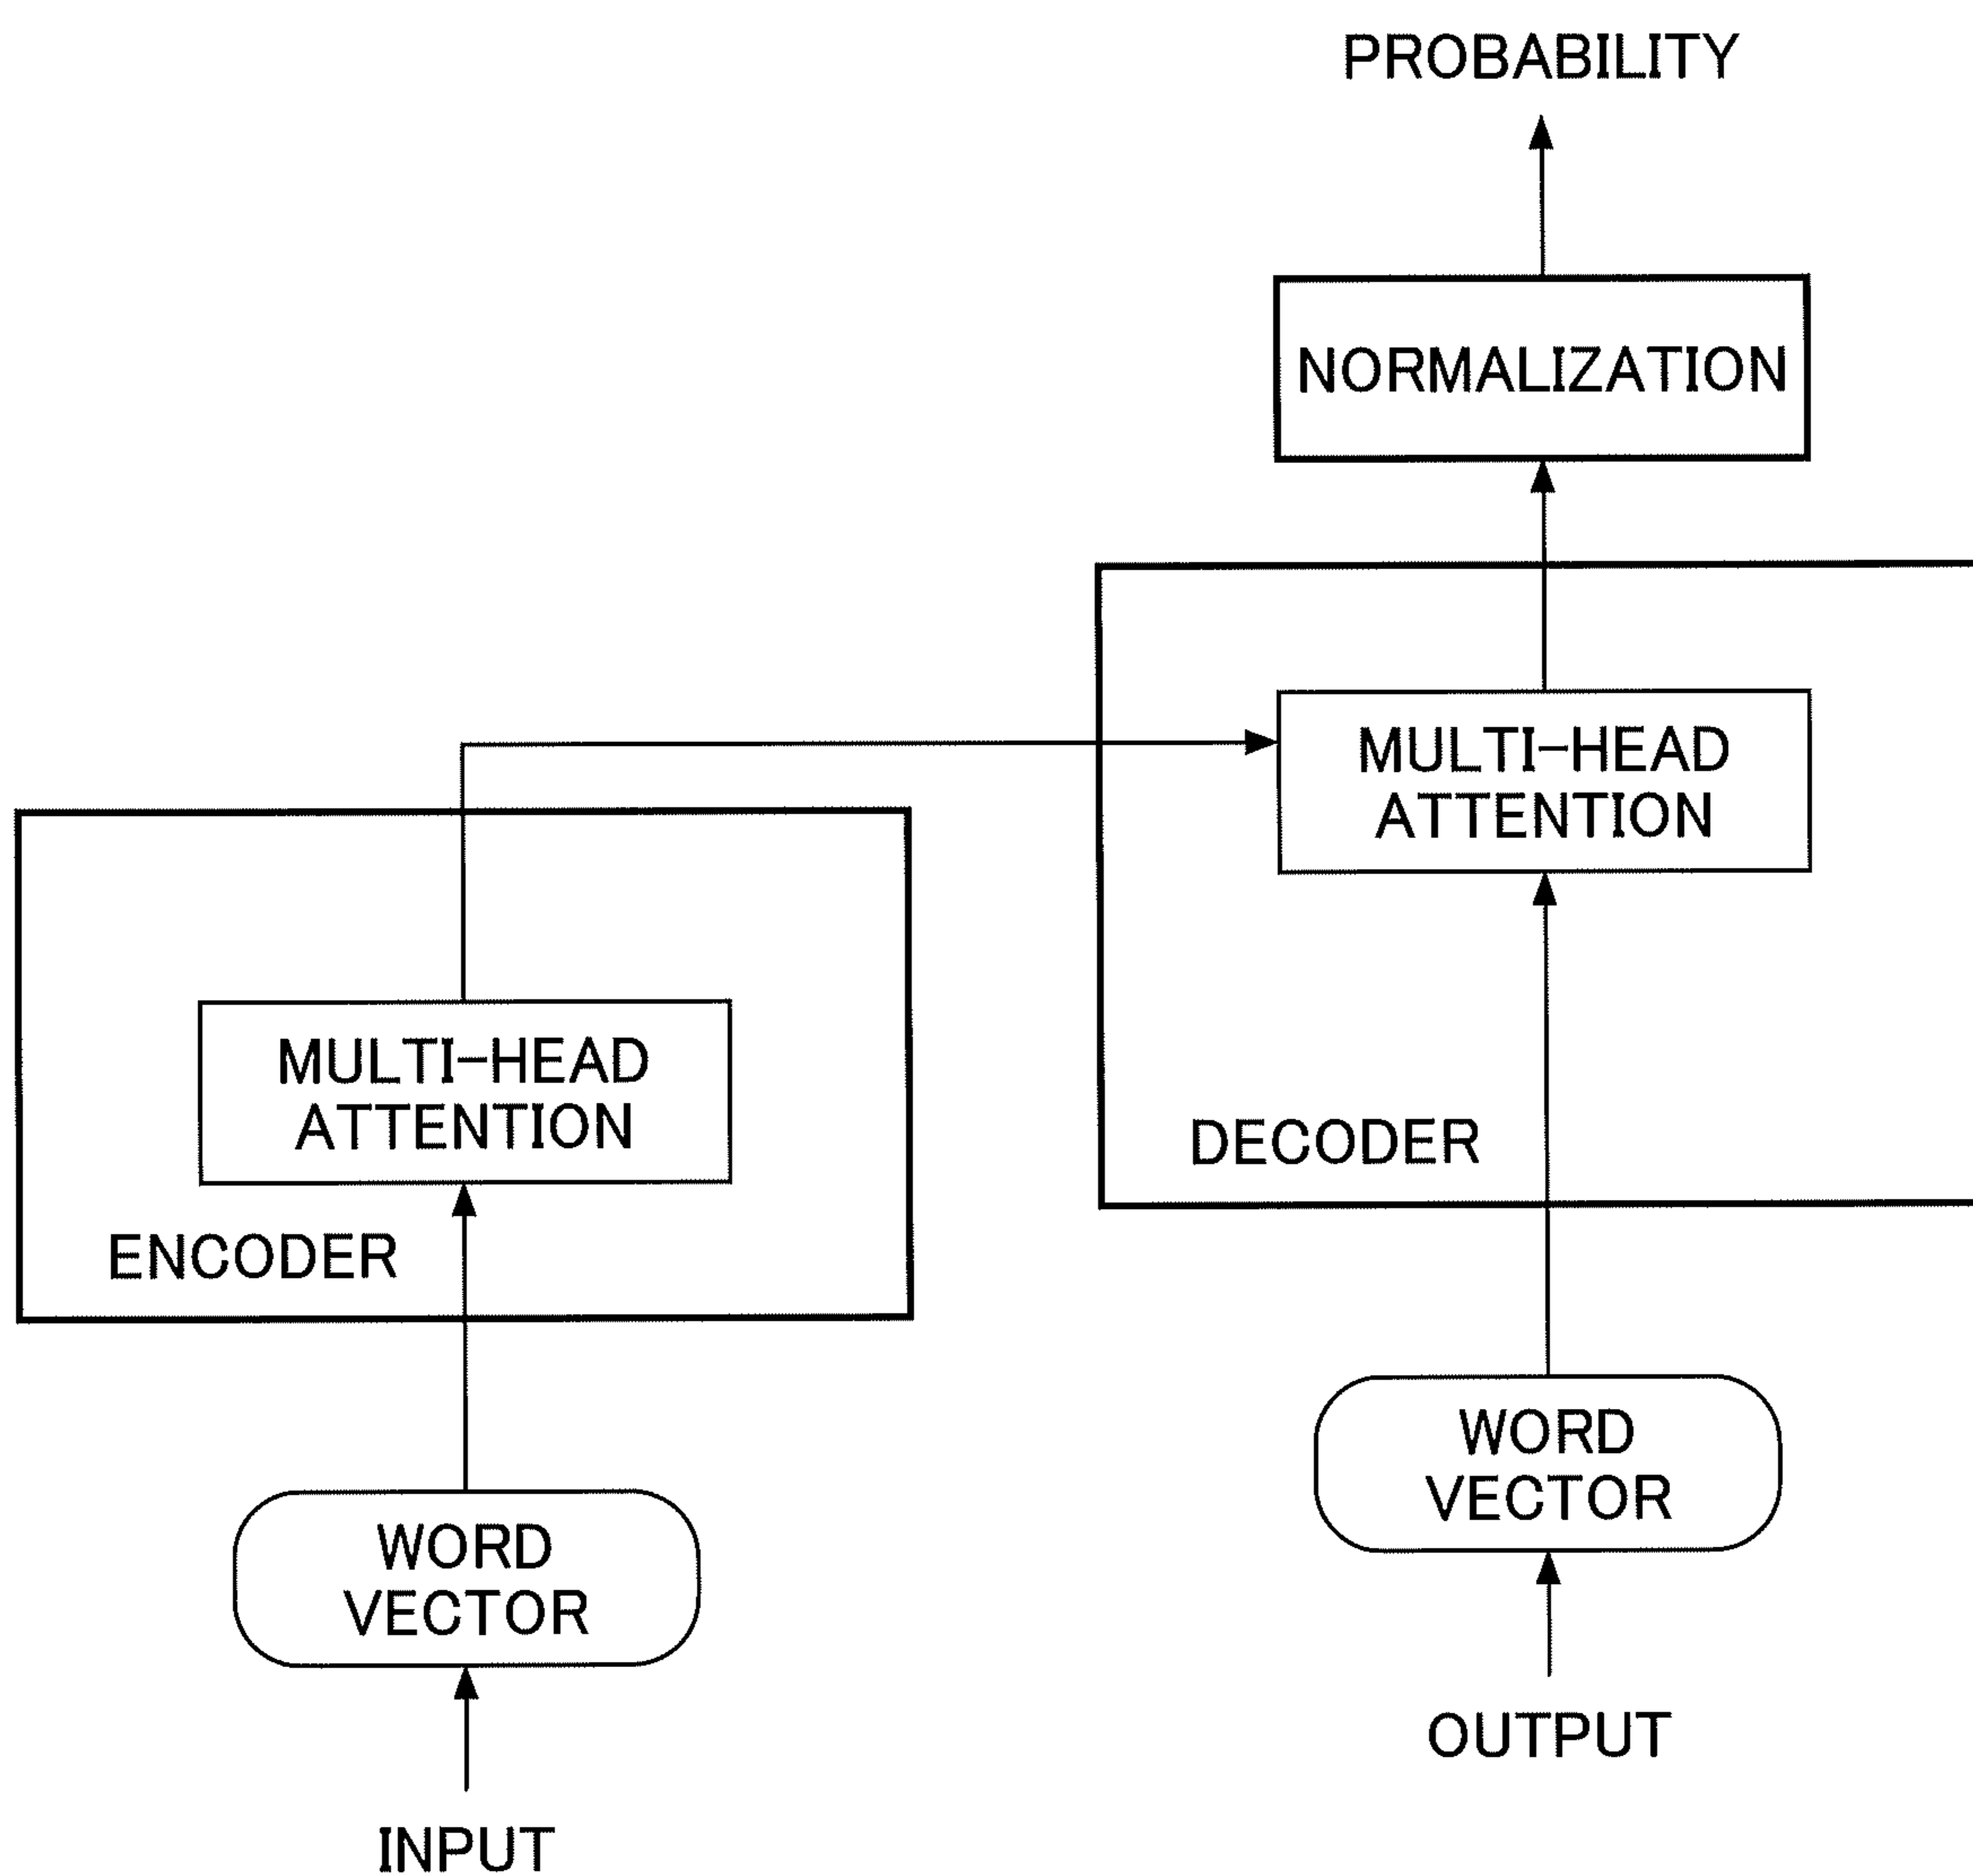 PROBABILITY
NORMALIZATION
MULTI-HEAD
ATTENTION
DECODER
WORD
VECTOR
OUTPUT
MULTI-HEAD
ATTENTION
ENCODER
WORD
VECTOR
INPUT